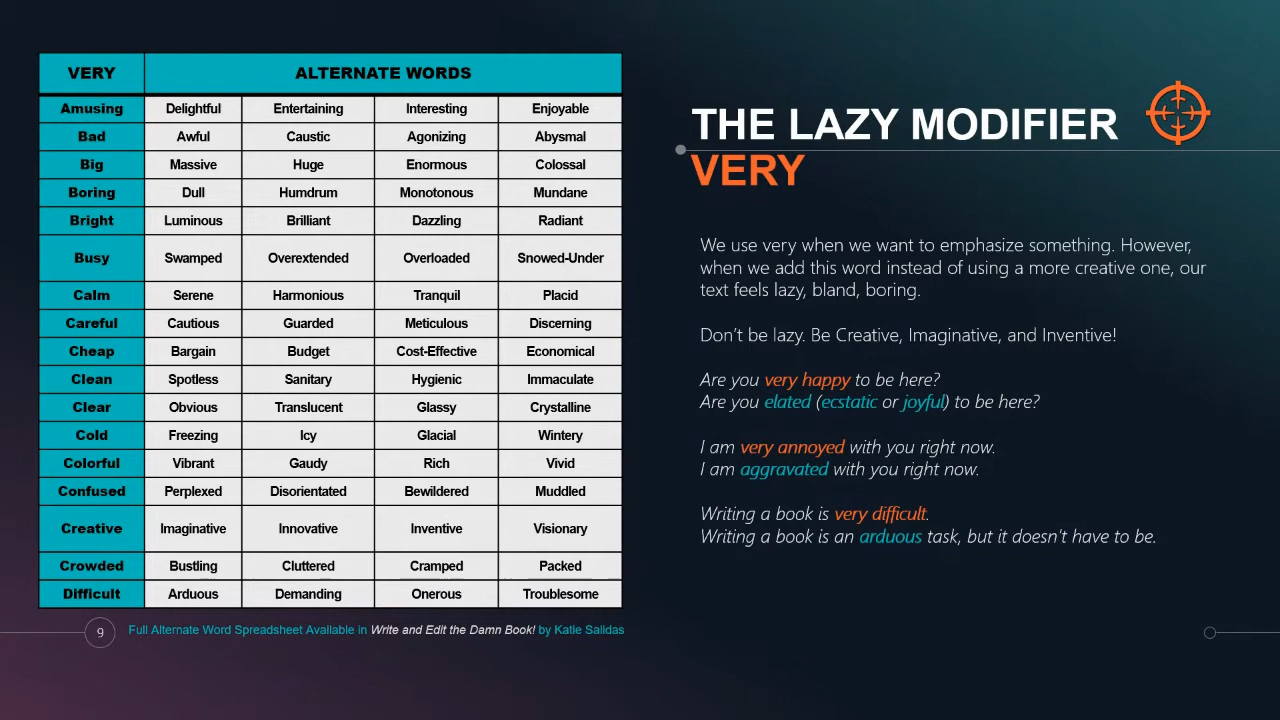 VERY ALTERNATE WORDS
Amusing Delightful Entertaining Interesting Enjoyable
Bad Awful Caustic Agonizing Abysmal
Big Massive Huge Enormous Colossal
Boring Dull Humdrum Monotonous Mundane
Bright Luminous Brilliant Dazzling Radiant
Busy Swamped Overextended Overloaded Snowed-Under
Calm Serene Harmonious Tranquil Placid
Careful Cautious Guarded Meticulous Discerning
Cheap Bargain Budget Cost-Effective Economical
Clean Spotless Sanitary Hygienic Immaculate
Clear Obvious Translucent Glassy Crystalline
Cold Freezing Icy Glacial Wintery
Colorful Vibrant Gaudy Rich Vivid
Confused Perplexed Disorientated Bewildered Muddled
Creative Imaginative Innovative Inventive Visionary
Crowded Bustling Cluttered Cramped Packed
Difficult Arduous Demanding Onerous Troublesome
9 Full Alternate Word Spreadsheet Available in Write and Edit the Damn Book! by Katie Salidas
THE LAZY MODIFIER
VERY
We use very when we want to emphasize something. However,
when we add this word instead of using a more creative one, our
text feels lazy, bland, boring.
Don't be lazy. Be Creative, Imaginative, and Inventive!
Are you very happy to be here?
Are you elated (ecstatic or joyful) to be here?
I am very annoyed with you right now.
I am aggravated with you right now.
Writing a book is very difficult.
Writing a book is an arduous task, but it doesn't have to be.